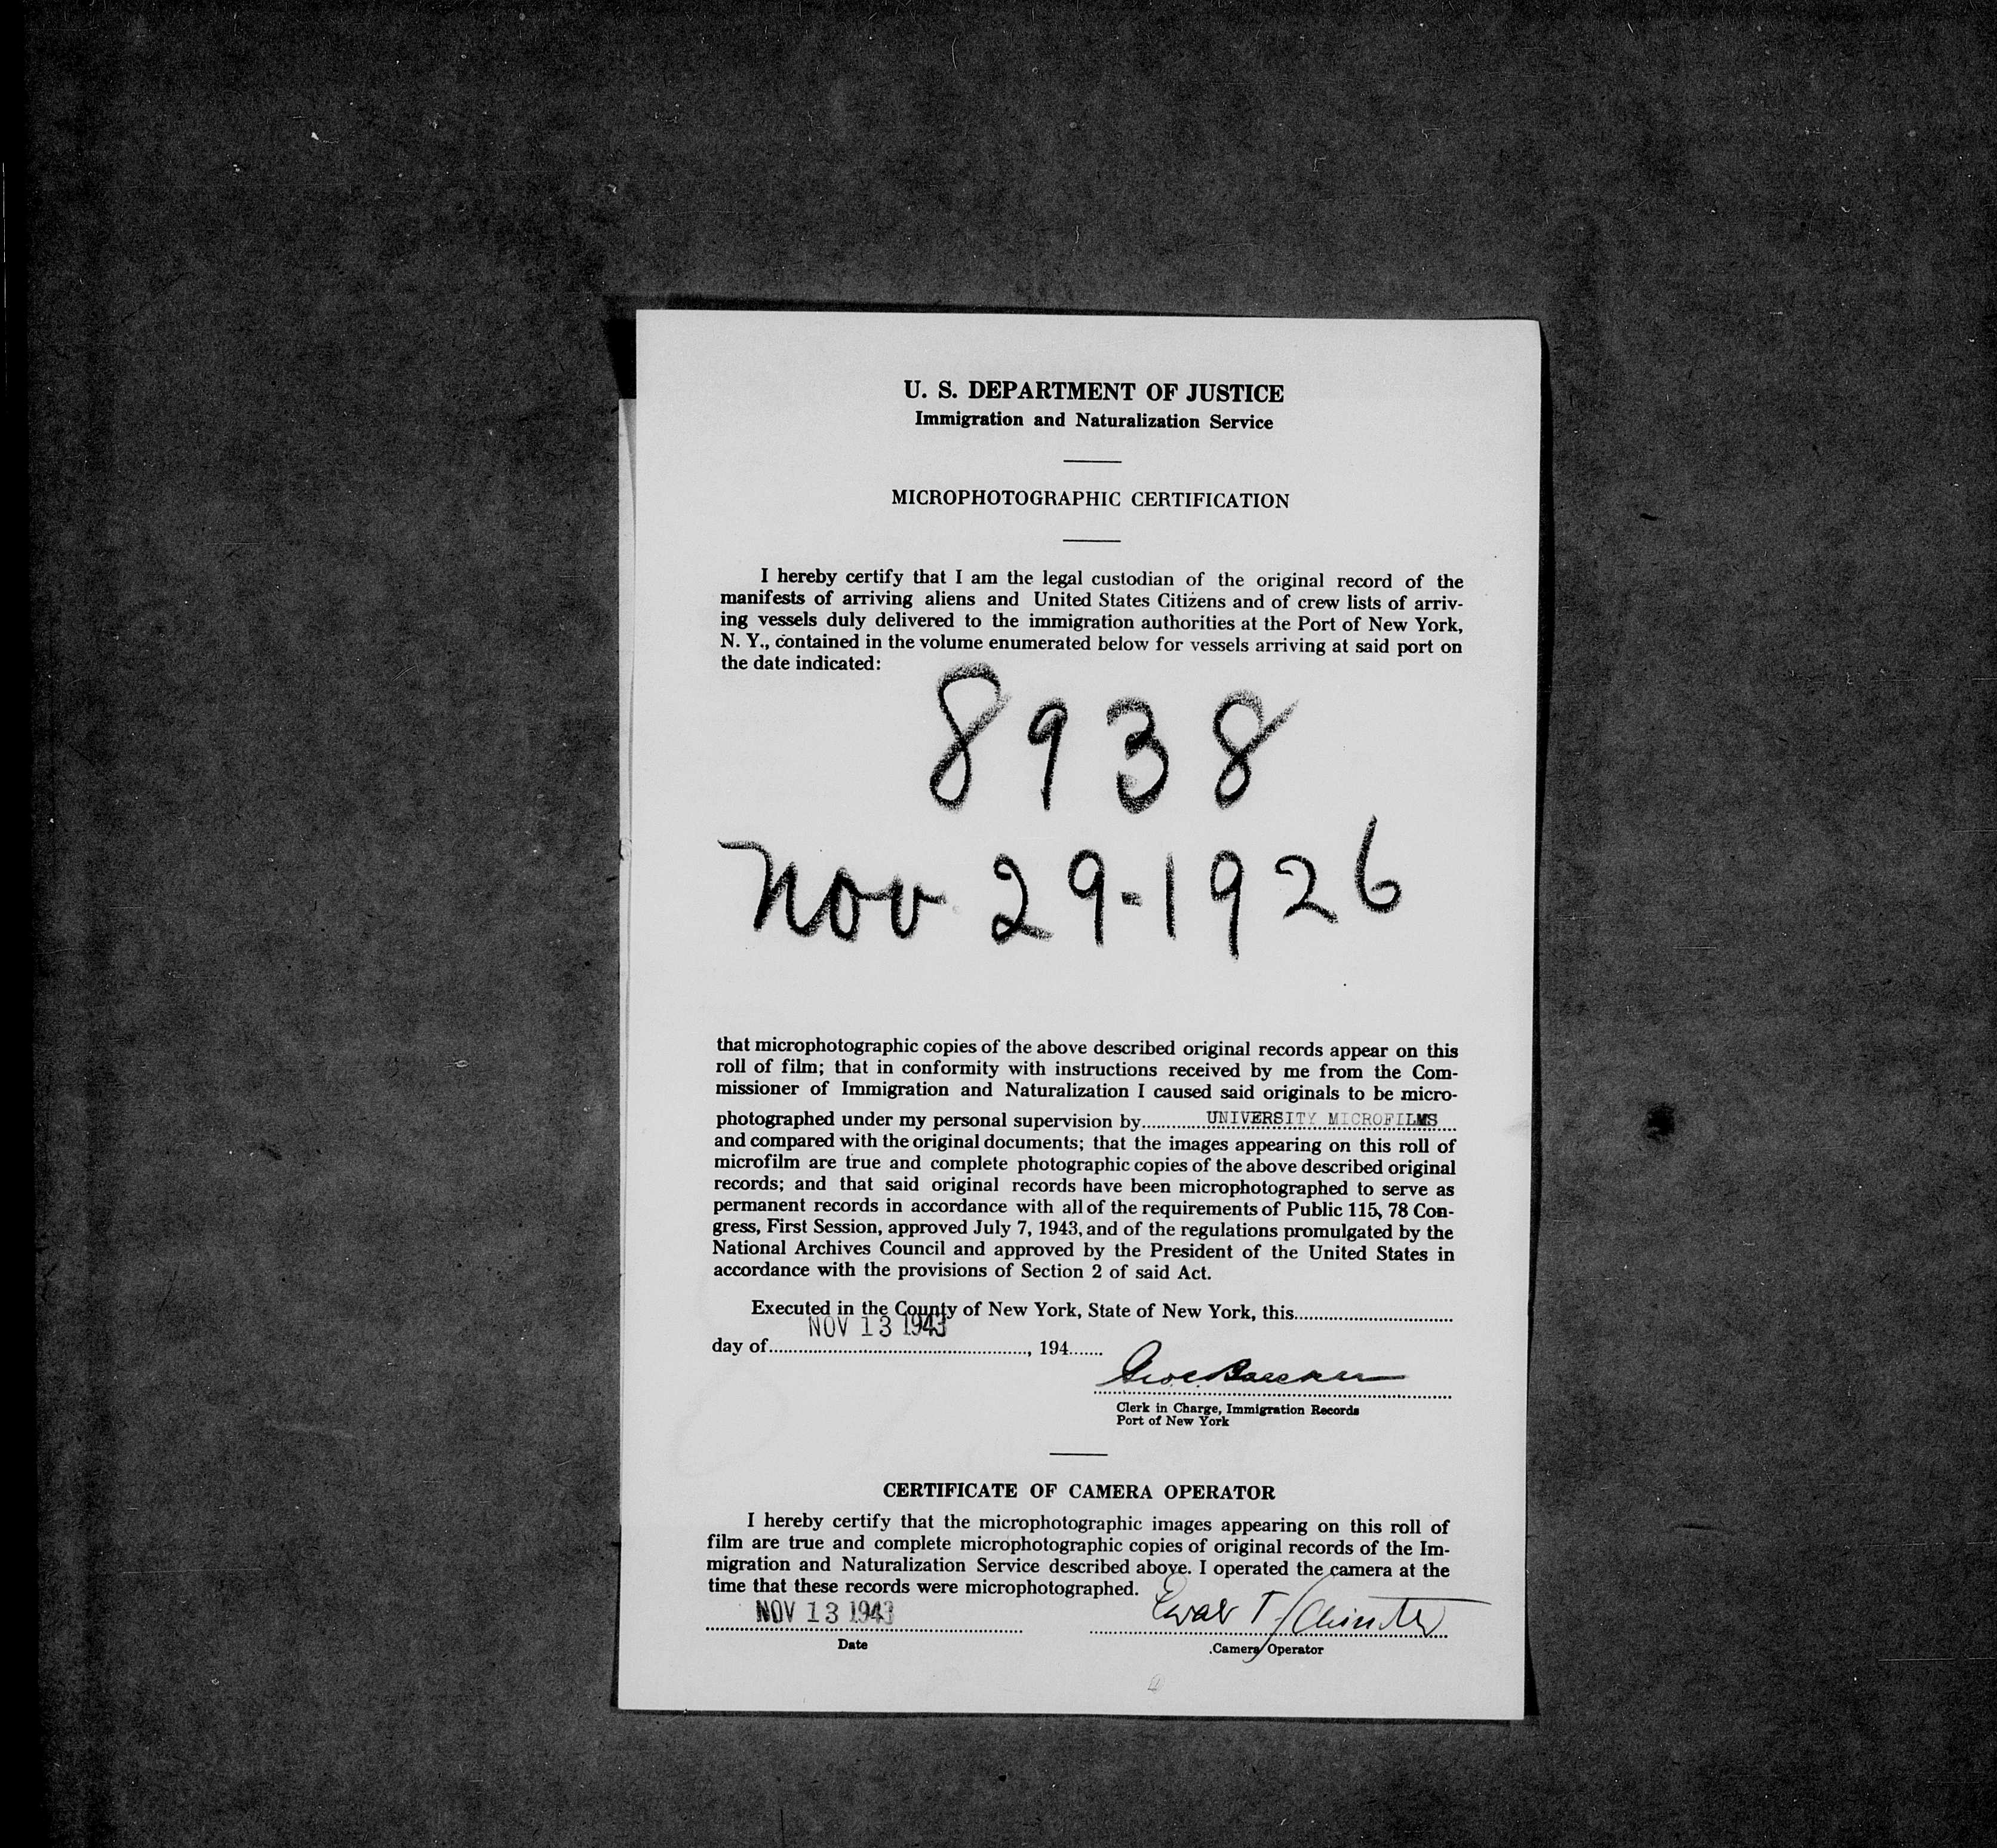 U. S. DEPARTMENT OF JUSTICE
Immigration and Naturalization Service
MICROPHOTOGRAPHIC CERTIFICATION
I hereby certify that I am the legal custodian of the original record of the
manifests of arriving aliens and United States Citizens and of crew lists of arriv-
ing vessels duly delivered to the immigration authorities at the Port of New York,
N. Y., contained in the volume enumerated below for vessels arriving at said port on
the date indicated:
8938
Nov 29-1926
that microphotographic copies of the above described original records appear on this
roll of film; that in conformity with instructions received by me from the Com-
missioner of Immigration and Naturalization I caused said originals to be micro-
photographed under my personal supervision by UNIVERSITY MICROFILMS
and compared with the original documents; that the images appearing on this roll of
microfilm are true and complete photographic copies of the above described original
records; and that said original records have been microphotographed to serve as
permanent records in accordance with all of the requirements of Public 115, 78 Con-
gress, First Session, approved July 7, 1943, and of the regulations promulgated by the
National Archives Council and approved by the President of the United States in
accordance with the provisions of Section 2 of said Act.
Executed in the County of New York, State of New York, this
NOV 13 1943
day of , 194
Clerk in Charge, Immigration Records
Port of New York
CERTIFICATE OF CAMERA OPERATOR
I hereby certify that the microphotographic images appearing on this roll of
film are true and complete microphotographic copies of original records of the Im-
migration and Naturalization Service described above. I operated the camera at the
time that these records were microphotographed.
NOV 13 1943
Date
Camera Operator